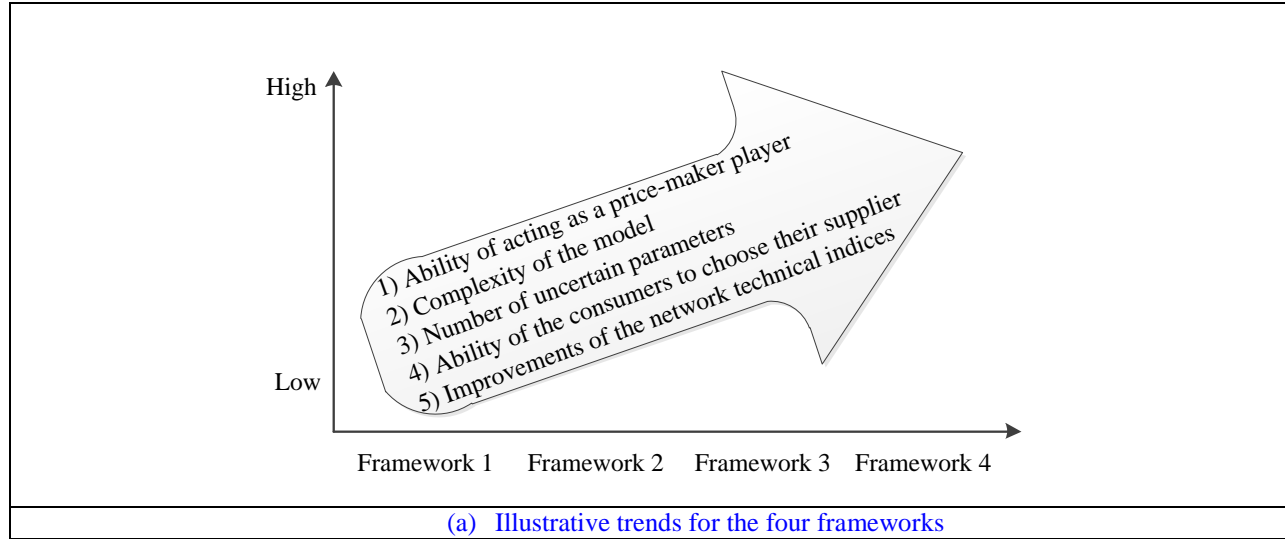 High
1) Ability of acting as a price-maker player
2) Complexity of the model
3) Number of uncertain parameters
4) Ability of the consumers to choose their supplier
5) Improvements of the network technical indices
Low
Framework 1 Framework 2 Framework 3 Framework 4
(a) Illustrative trends for the four frameworks